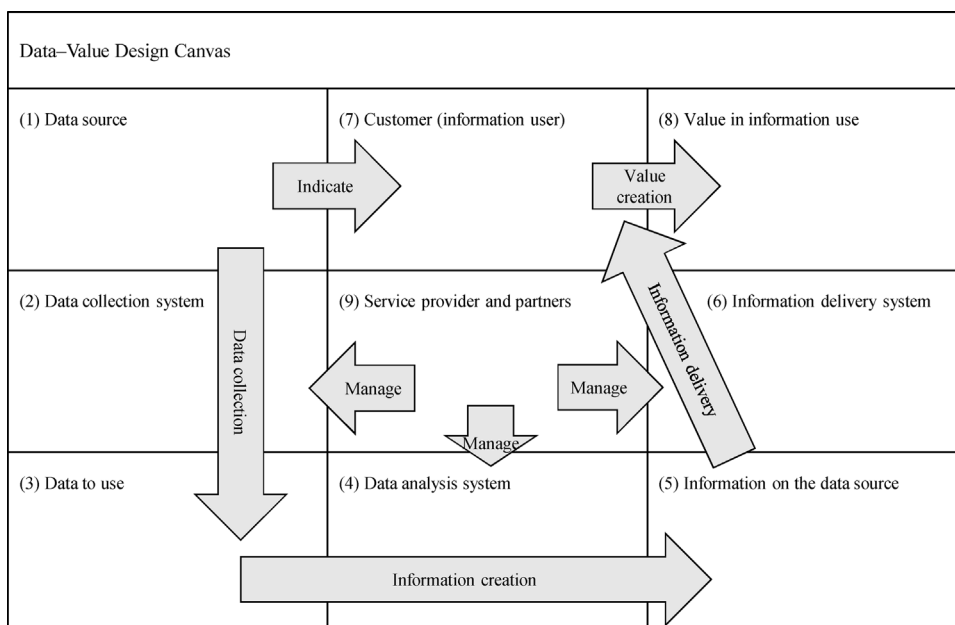 Data–Value Design Canvas
(1) Data source
(7) Customer (information user)
(8) Value in information use
Indicate
Value
creation
(2) Data collection system
(9) Service provider and partners
(6) Information delivery system
Data collection
Manage
Manage
Manage
Information delivery
(3) Data to use
(4) Data analysis system
(5) Information on the data source
Information creation